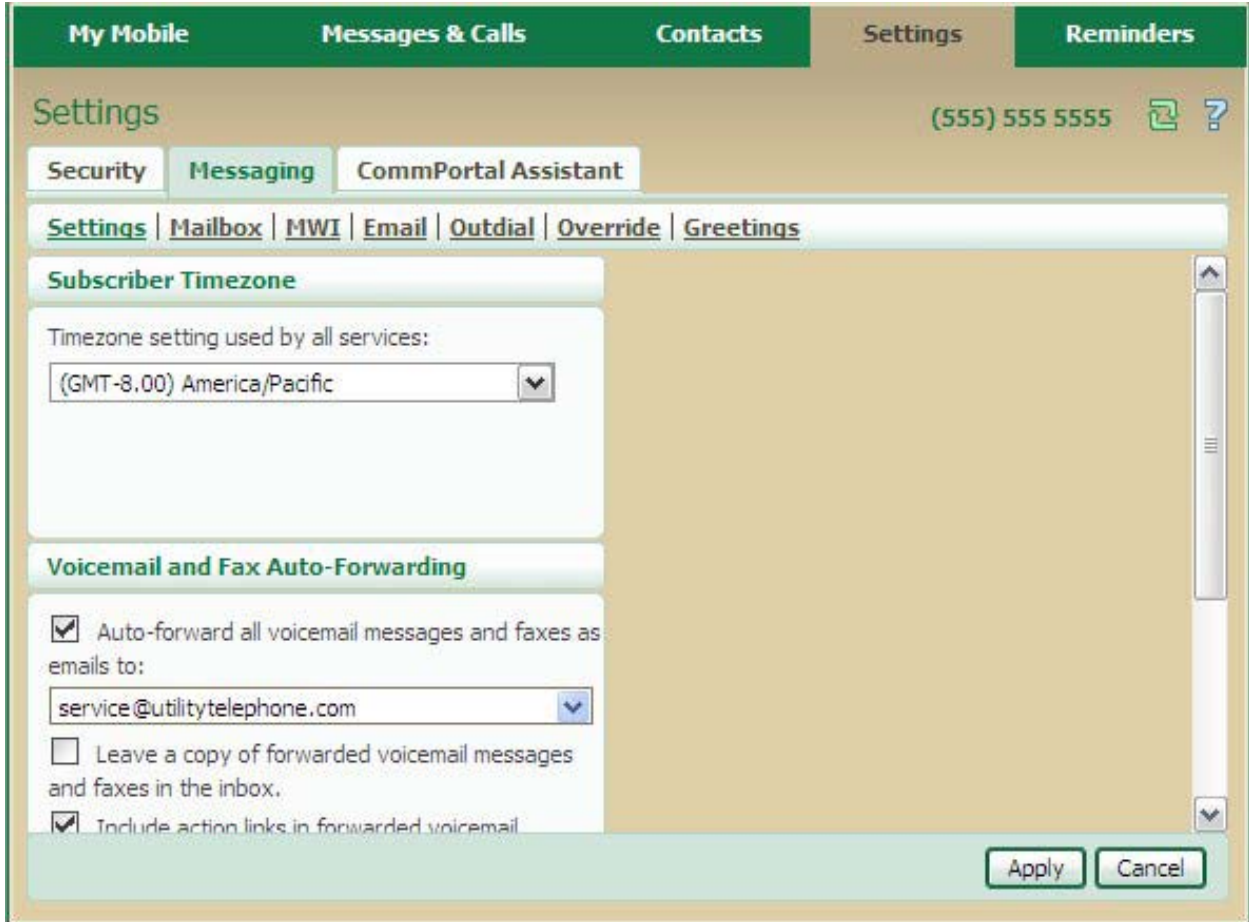 My Mobile Messages & Calls Contacts Settings Reminders
Settings
(555) 555 5555
Security Messaging CommPortal Assistant
Settings | Mailbox | MWI | Email | Outdial | Override | Greetings
Subscriber Timezone
Timezone setting used by all services:
(GMT-8.00) America/Pacific
Voicemail and Fax Auto-Forwarding
Auto-forward all voicemail messages and faxes as
emails to:
service@utilitytelephone.com
Leave a copy of forwarded voicemail messages
and faxes in the inbox.
Include action links in forwarded voicemail
Apply Cancel